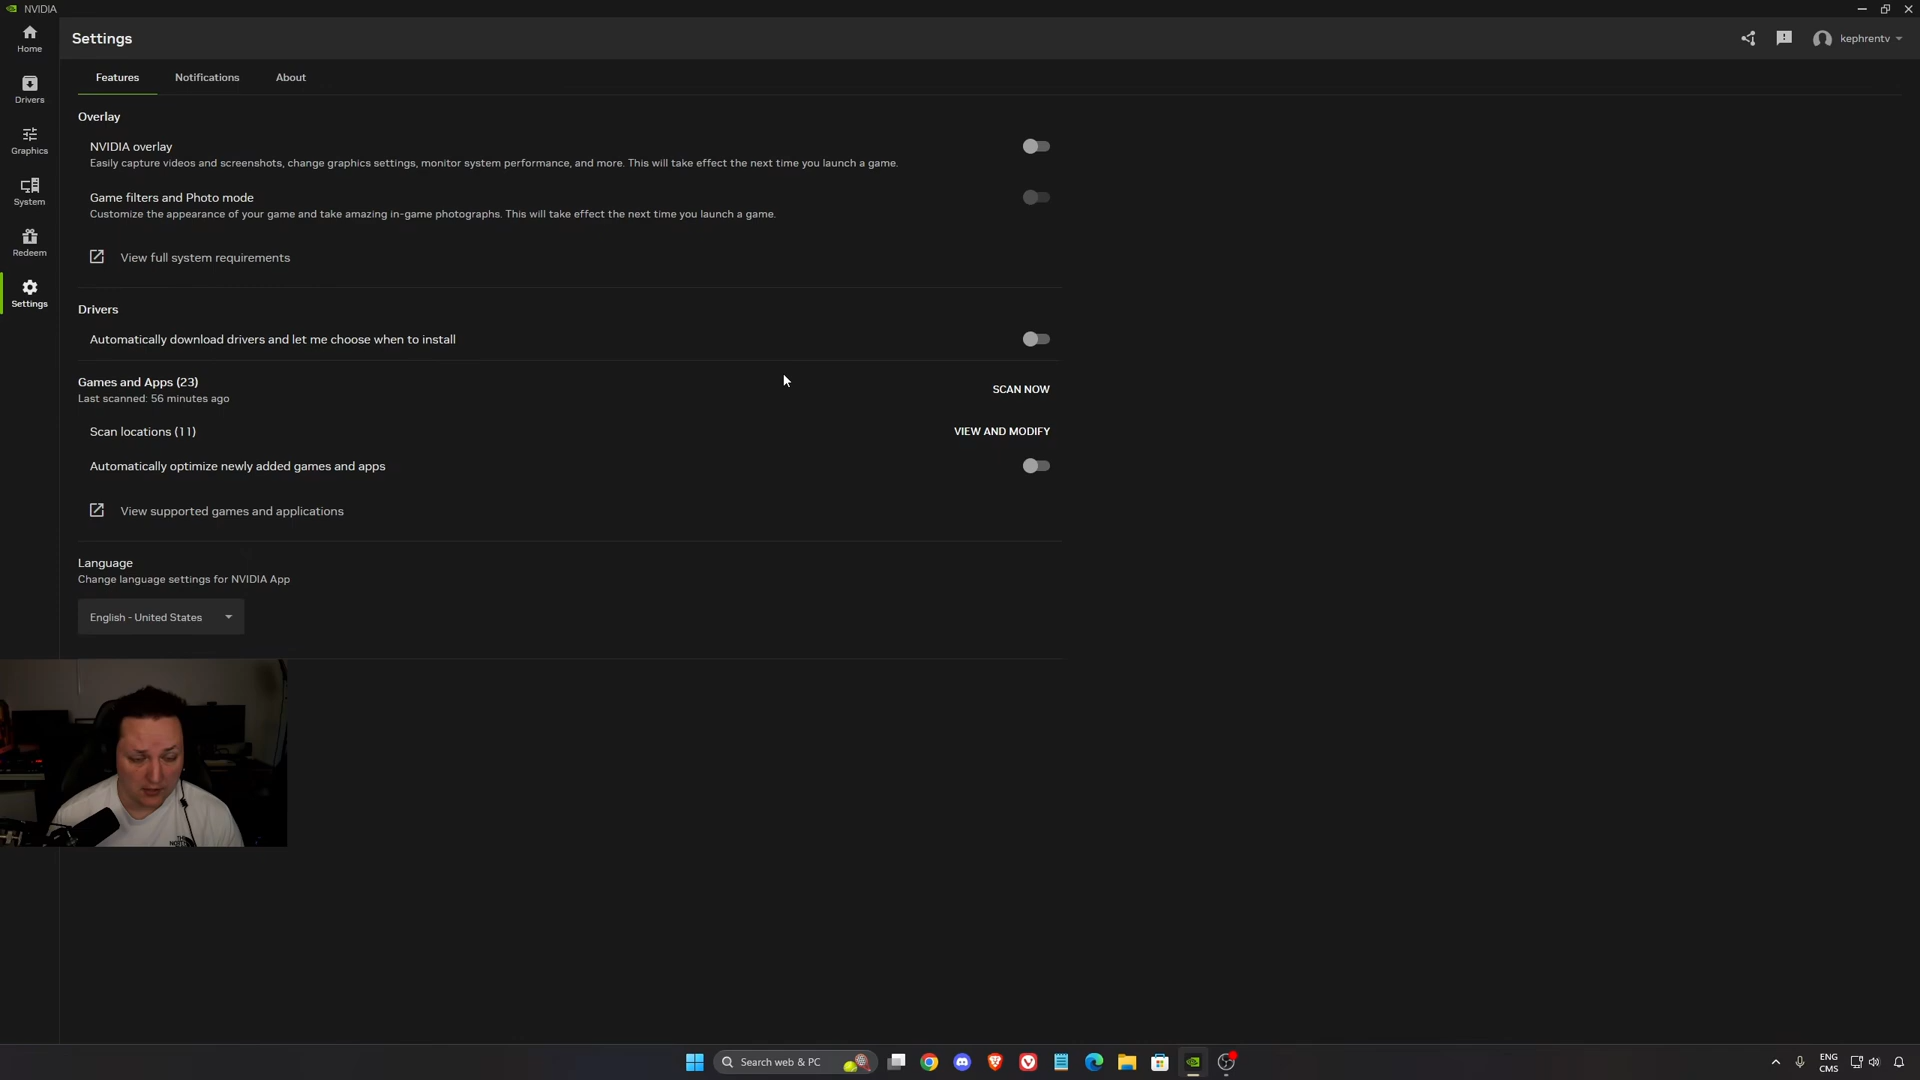 NVIDIA
Home
Settings
kephrentv
Features
Notifications
About
Drivers
Overlay
NVIDIA overlay
Easily capture videos and screenshots, change graphics settings, monitor system performance, and more. This will take effect the next time you launch a game.
Graphics
Game filters and Photo mode
Customize the appearance of your game and take amazing in-game photographs. This will take effect the next time you launch a game.
System
Redeem
View full system requirements
Settings
Drivers
Automatically download drivers and let me choose when to install
Games and Apps (23)
SCAN NOW
Last scanned: 56 minutes ago
Scan locations (11)
VIEW AND MODIFY
Automatically optimize newly added games and apps
View supported games and applications
Language
Change language settings for NVIDIA App
English - United States
Search web & PC
ENG
CMS